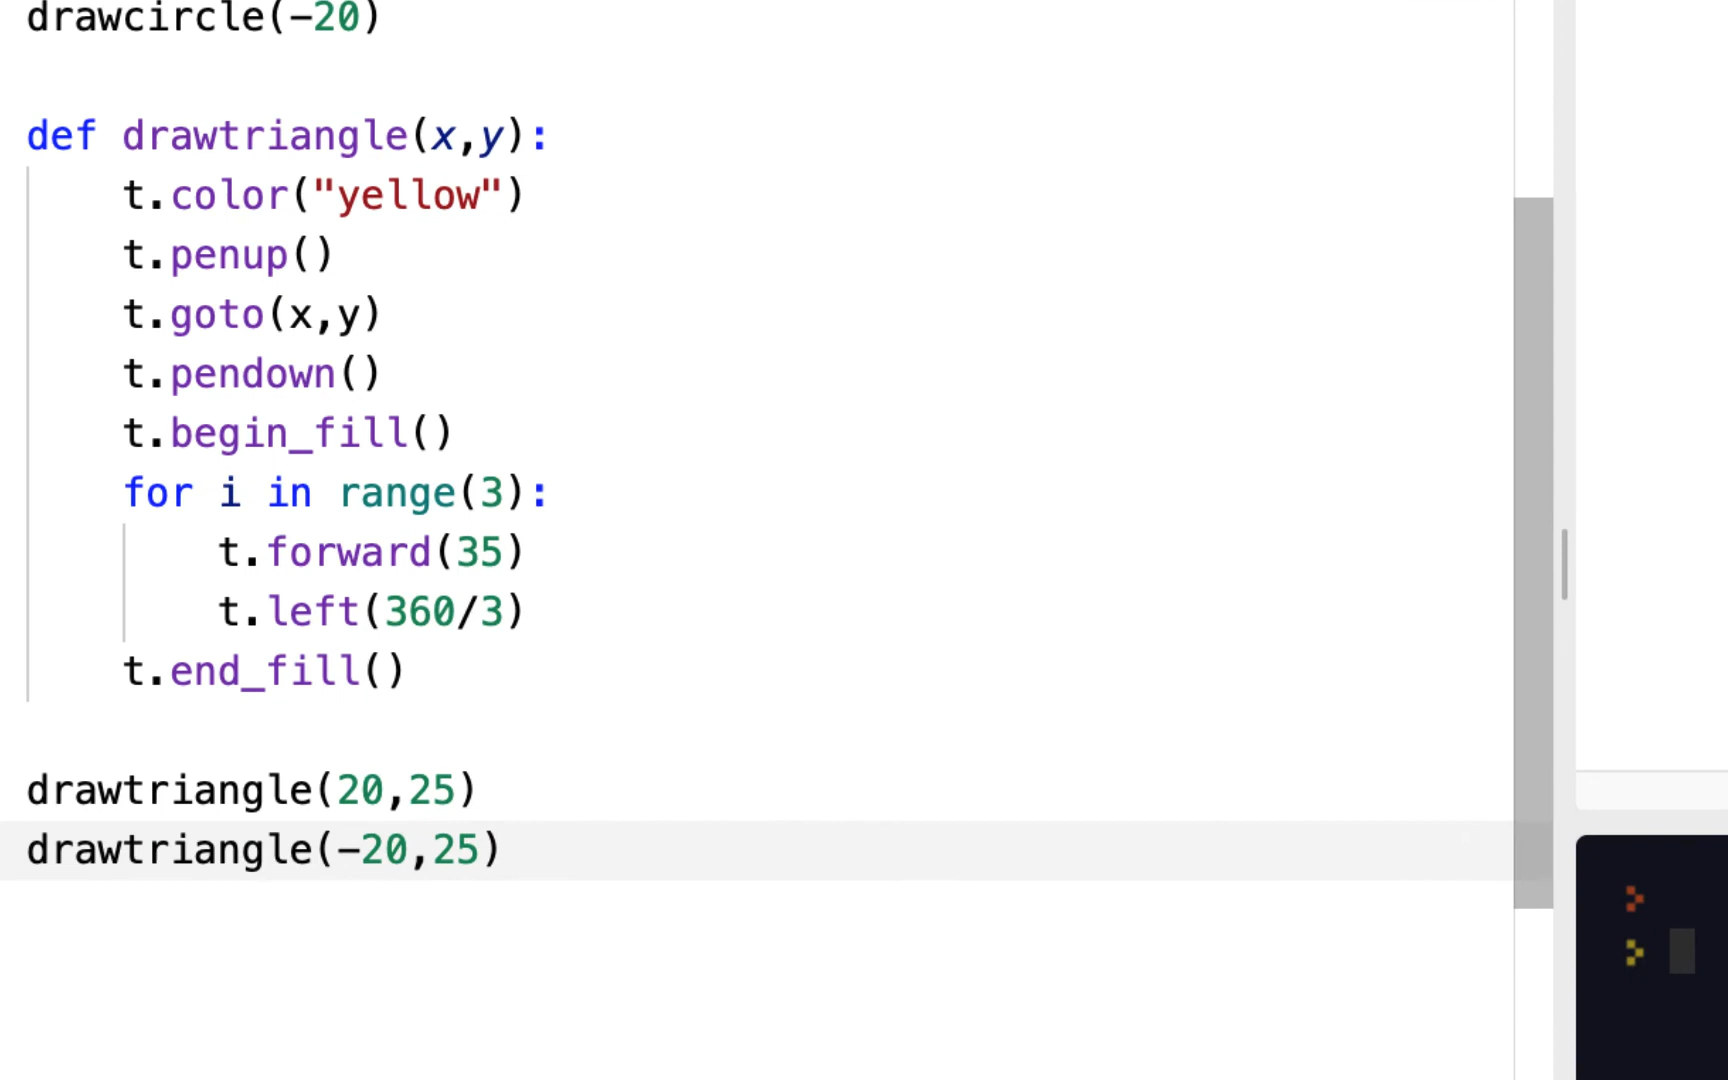 drawcircle(-20)
def drawtriangle(x,y):
t.color("yellow")
t.penup()
t.goto(x,y)
t.pendown()
t.begin_fill()
for i in range(3):
t.forward(35)
t.left(360/3)
t.end_fill()
drawtriangle(20,25)
drawtriangle(-20,25)
>
>